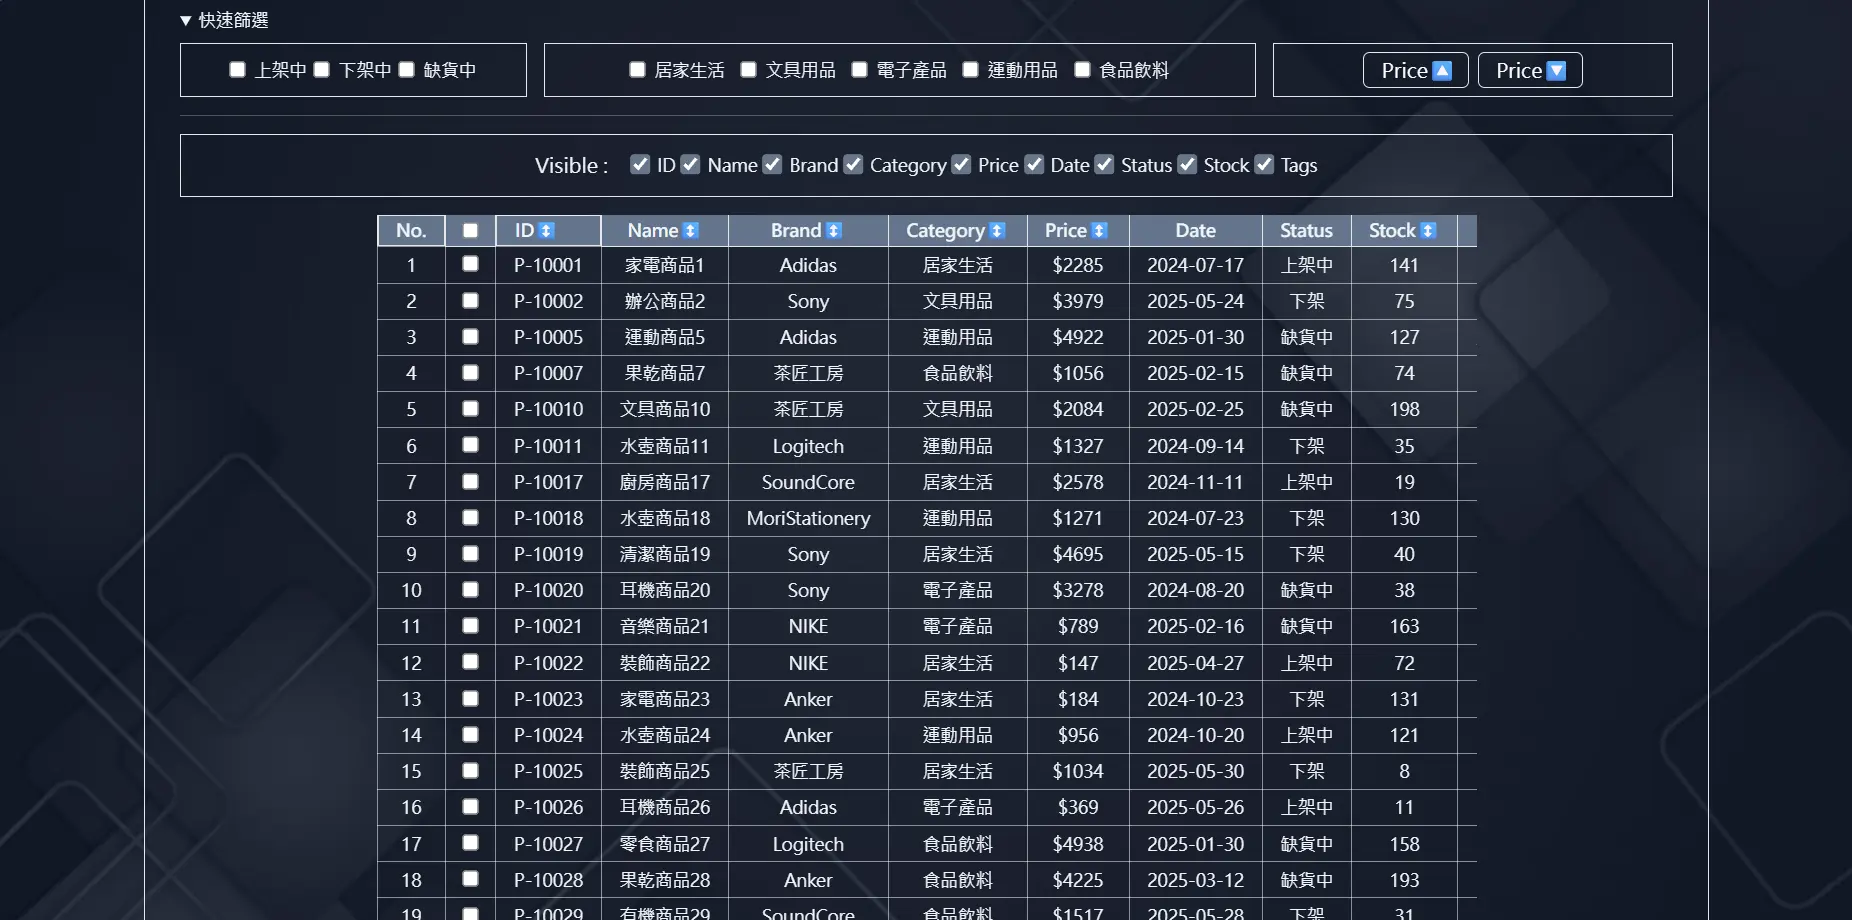 ▼ 快速篩選
上架中 下架中 缺貨中 居家生活 文具用品 電子產品 運動用品 食品飲料 Price🔼 Price🔽
Visible : ID Name Brand Category Price Date Status Stock Tags
No. ID↕️ Name↕️ Brand↕️ Category↕️ Price↕️ Date Status Stock↕️
1 P-10001 家電商品1 Adidas 居家生活 $2285 2024-07-17 上架中 141
2 P-10002 辦公商品2 Sony 文具用品 $3979 2025-05-24 下架 75
3 P-10005 運動商品5 Adidas 運動用品 $4922 2025-01-30 缺貨中 127
4 P-10007 果乾商品7 茶匠工房 食品飲料 $1056 2025-02-15 缺貨中 74
5 P-10010 文具商品10 茶匠工房 文具用品 $2084 2025-02-25 缺貨中 198
6 P-10011 水壺商品11 Logitech 運動用品 $1327 2024-09-14 下架 35
7 P-10017 廚房商品17 SoundCore 居家生活 $2578 2024-11-11 上架中 19
8 P-10018 水壺商品18 MoriStationery 運動用品 $1271 2024-07-23 下架 130
9 P-10019 清潔商品19 Sony 居家生活 $4695 2025-05-15 下架 40
10 P-10020 耳機商品20 Sony 電子產品 $3278 2024-08-20 缺貨中 38
11 P-10021 音樂商品21 NIKE 電子產品 $789 2025-02-16 缺貨中 163
12 P-10022 裝飾商品22 NIKE 居家生活 $147 2025-04-27 上架中 72
13 P-10023 家電商品23 Anker 居家生活 $184 2024-10-23 下架 131
14 P-10024 水壺商品24 Anker 運動用品 $956 2024-10-20 上架中 121
15 P-10025 裝飾商品25 茶匠工房 居家生活 $1034 2025-05-30 下架 8
16 P-10026 耳機商品26 Adidas 電子產品 $369 2025-05-26 上架中 11
17 P-10027 零食商品27 Logitech 食品飲料 $4938 2025-01-30 缺貨中 158
18 P-10028 果乾商品28 Anker 食品飲料 $4225 2025-03-12 缺貨中 193
19 P-10029 有機商品29 SoundCore 食品飲料 $1517 2025-05-28 下架 31